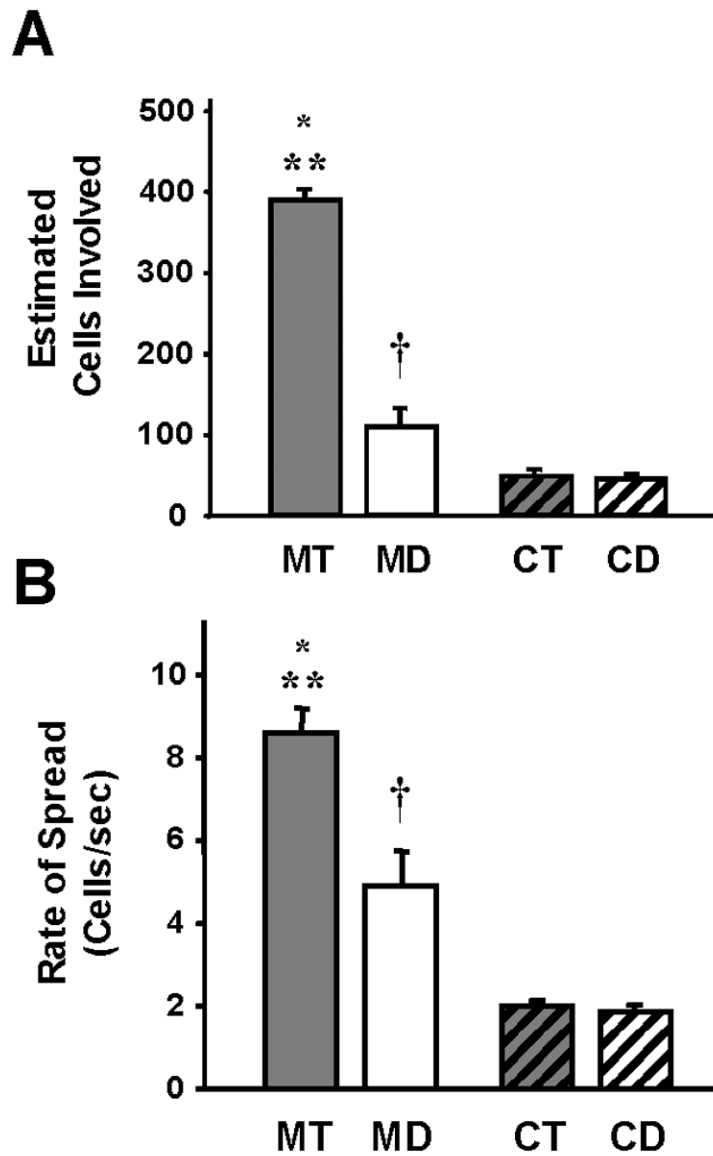 A
Estimated
Cells Involved
500
400
300
200
100
0
*
**
†
MT MD CT CD
B
Rate of Spread
(Cells/sec)
10
8
6
4
2
0
*
**
†
MT MD CT CD